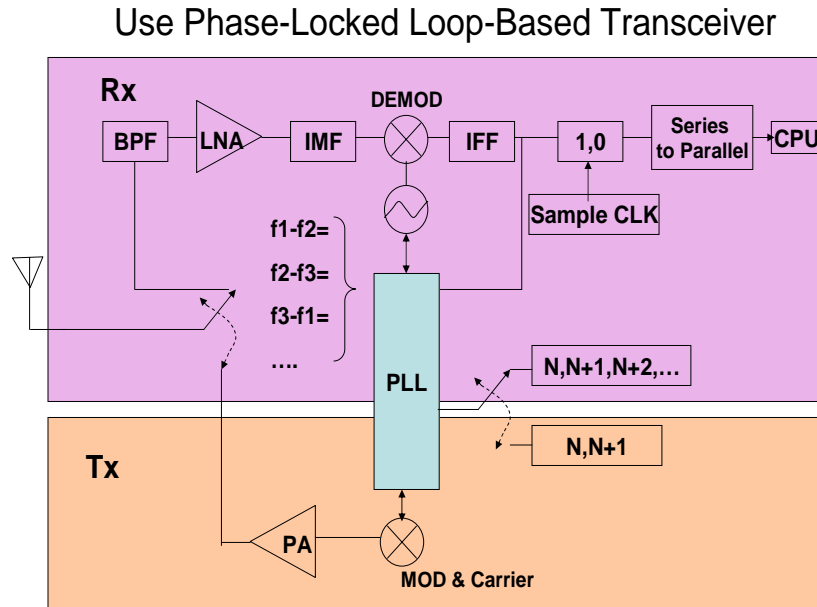 Use Phase-Locked Loop-Based Transceiver
Rx
DEMOD
BPF
LNA
IMF
IFF
1,0
Series
to Parallel
CPU
Sample CLK
f1-f2=
f2-f3=
f3-f1=
....
PLL
N,N+1,N+2,...
N,N+1
Tx
PA
MOD & Carrier